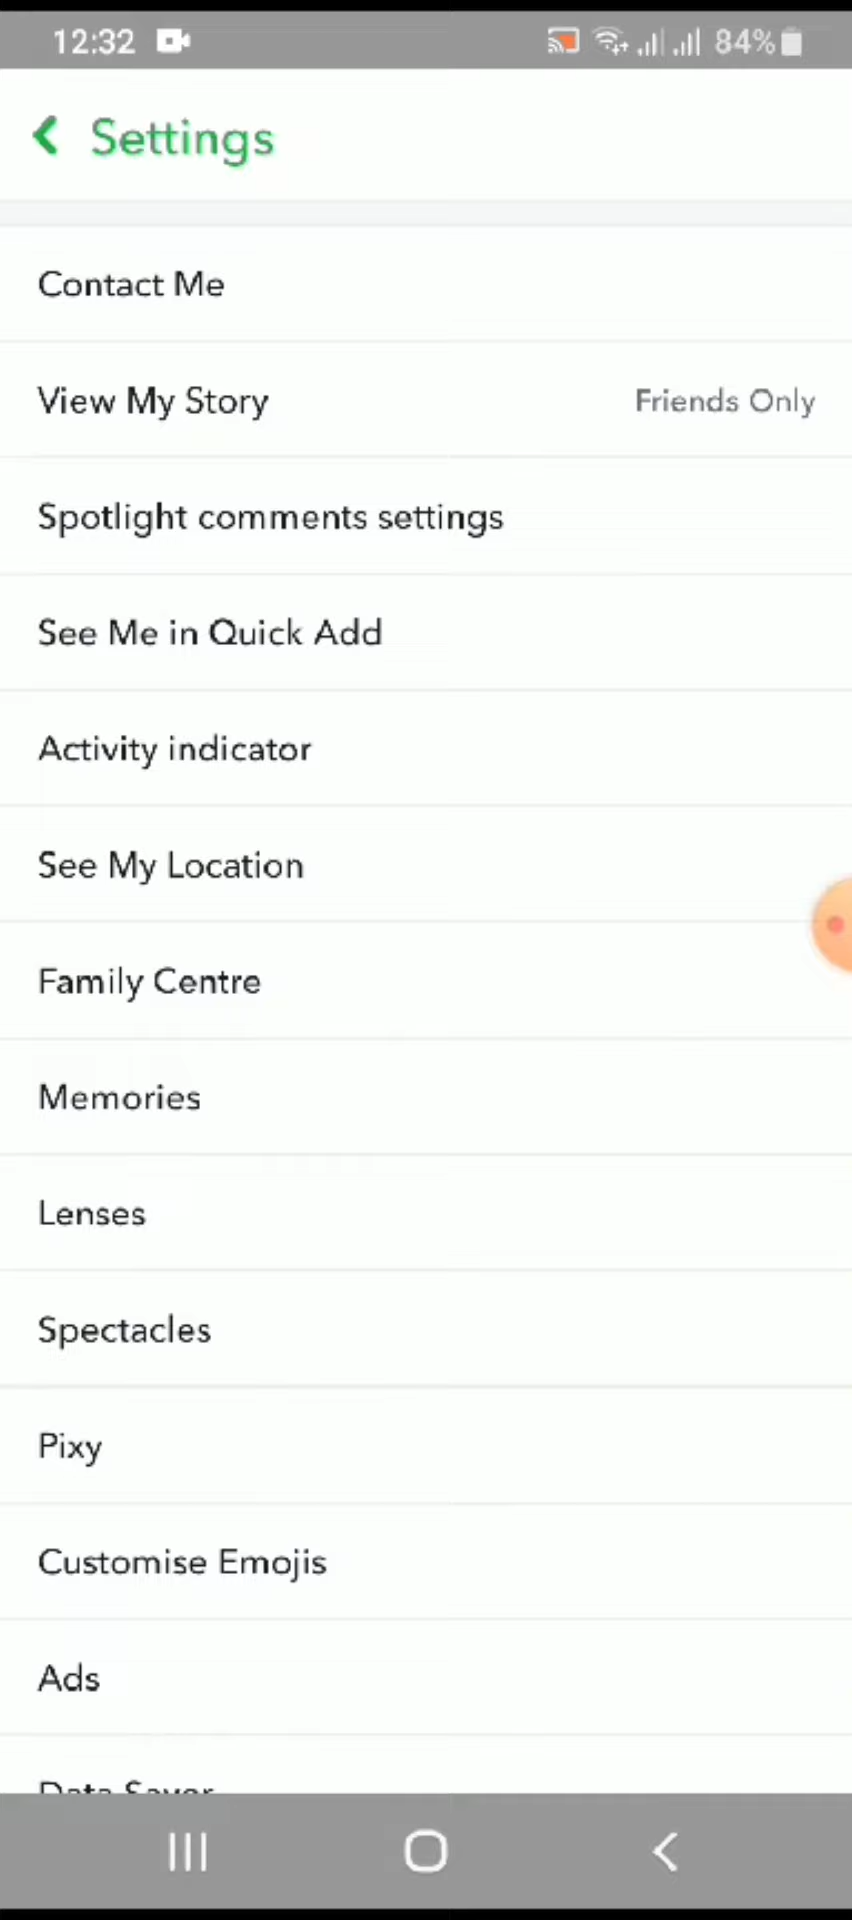 12:32 84%
Settings
Contact Me
View My Story Friends Only
Spotlight comments settings
See Me in Quick Add
Activity indicator
See My Location
Family Centre
Memories
Lenses
Spectacles
Pixy
Customise Emojis
Ads
Data Saver